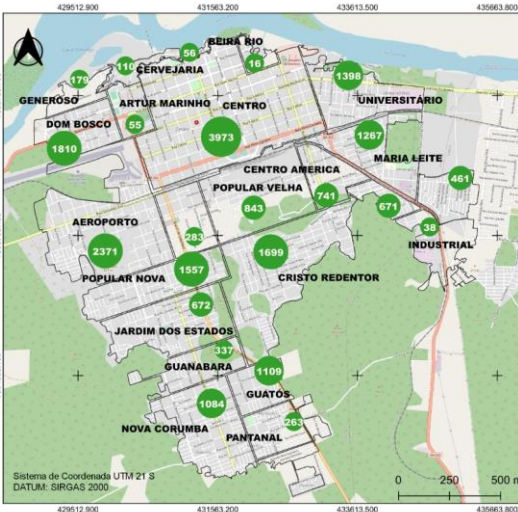 429512.900 431563.200 433613.500 435663.800
BEIRA RIO
56
16
110
CERVEJARIA
179
1398
GENEROSO
ARTUR MARINHO
CENTRO
UNIVERSITÁRIO
DOM BOSCO
55
1810
3973
1267
MARIA LEITE
CENTRO AMERICA
461
POPULAR VELHA
741
671
843
AEROPORTO
38
283
INDUSTRIAL
2371
1699
1557
POPULAR NOVA
CRISTO REDENTOR
672
JARDIM DOS ESTADOS
337
GUANABARA
1109
GUATÓS
1084
263
NOVA CORUMBA
PANTANAL
Sistema de Coordenada UTM 21 S
DATUM: SIRGAS 2000
0 250 500 m
429512.900 431563.200 433613.500 435663.800